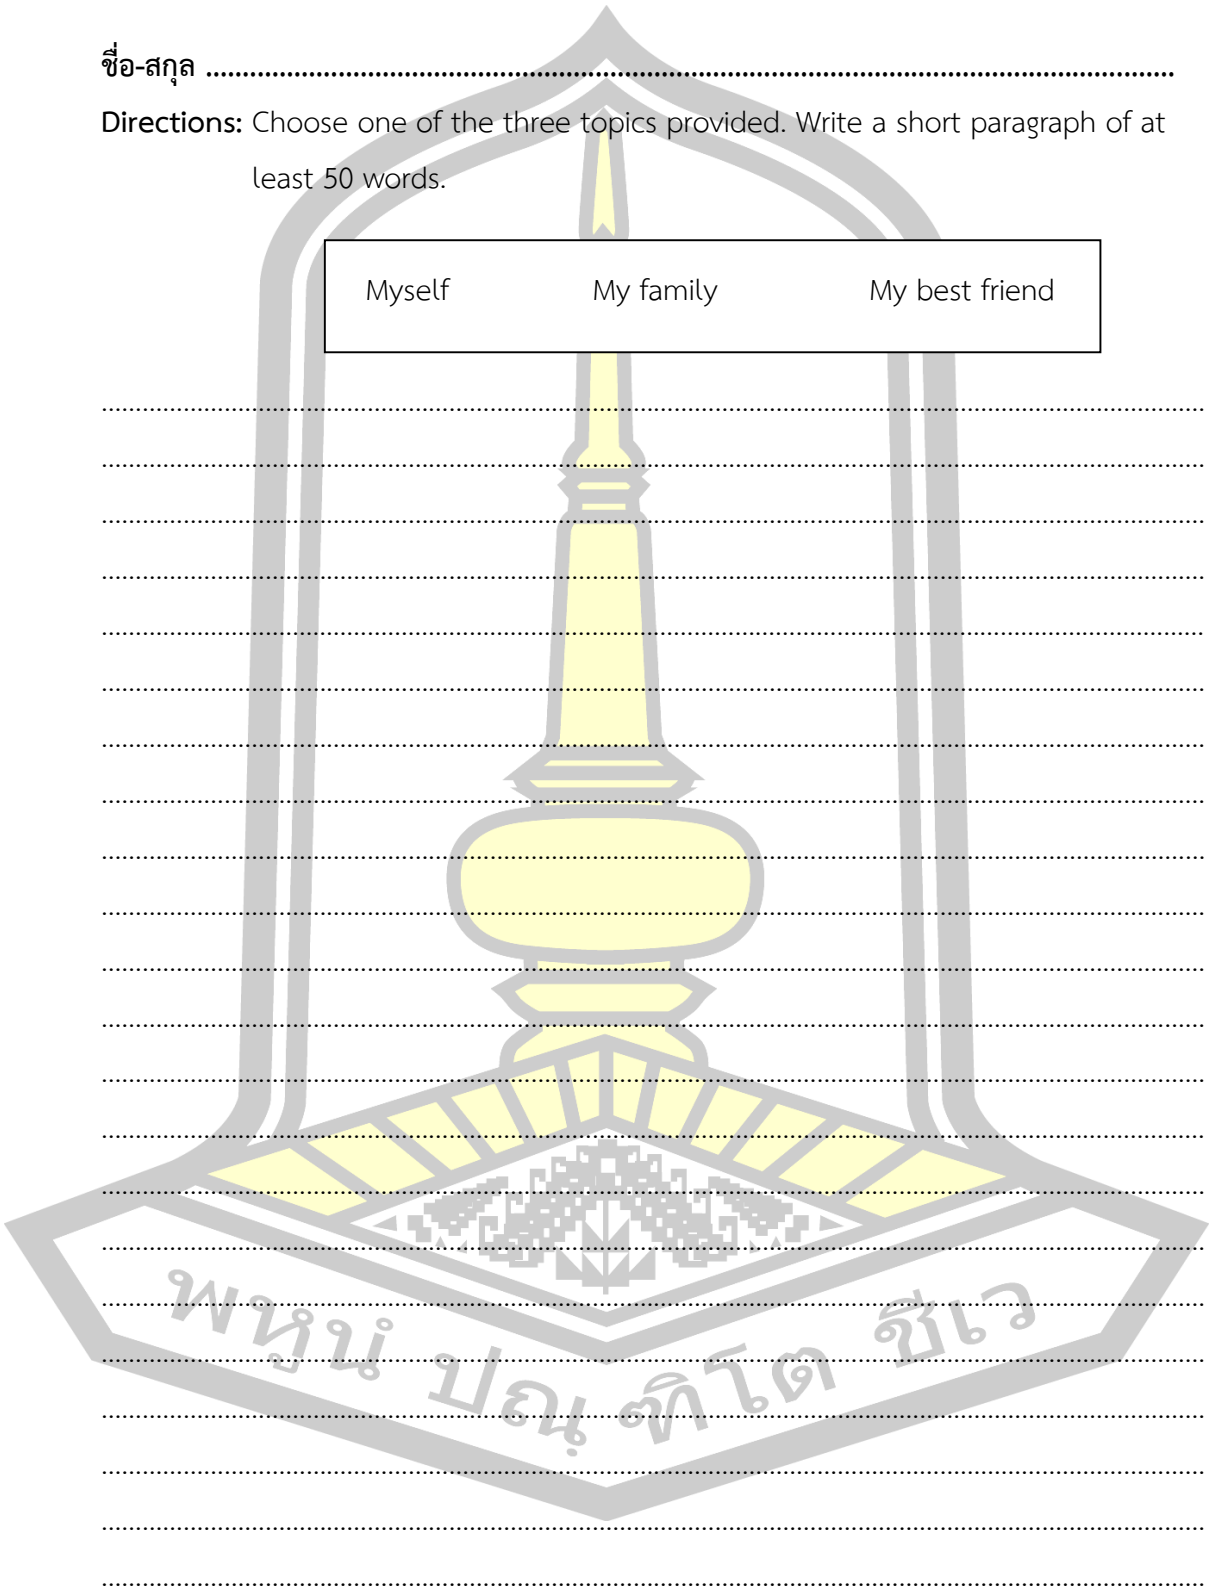 ชื่อ-สกุล ........................................................................................................................
Directions: Choose one of the three topics provided. Write a short paragraph of at
least 50 words.
Myself My family My best friend
พหูนํ ปณฺฑิโต ชีเว